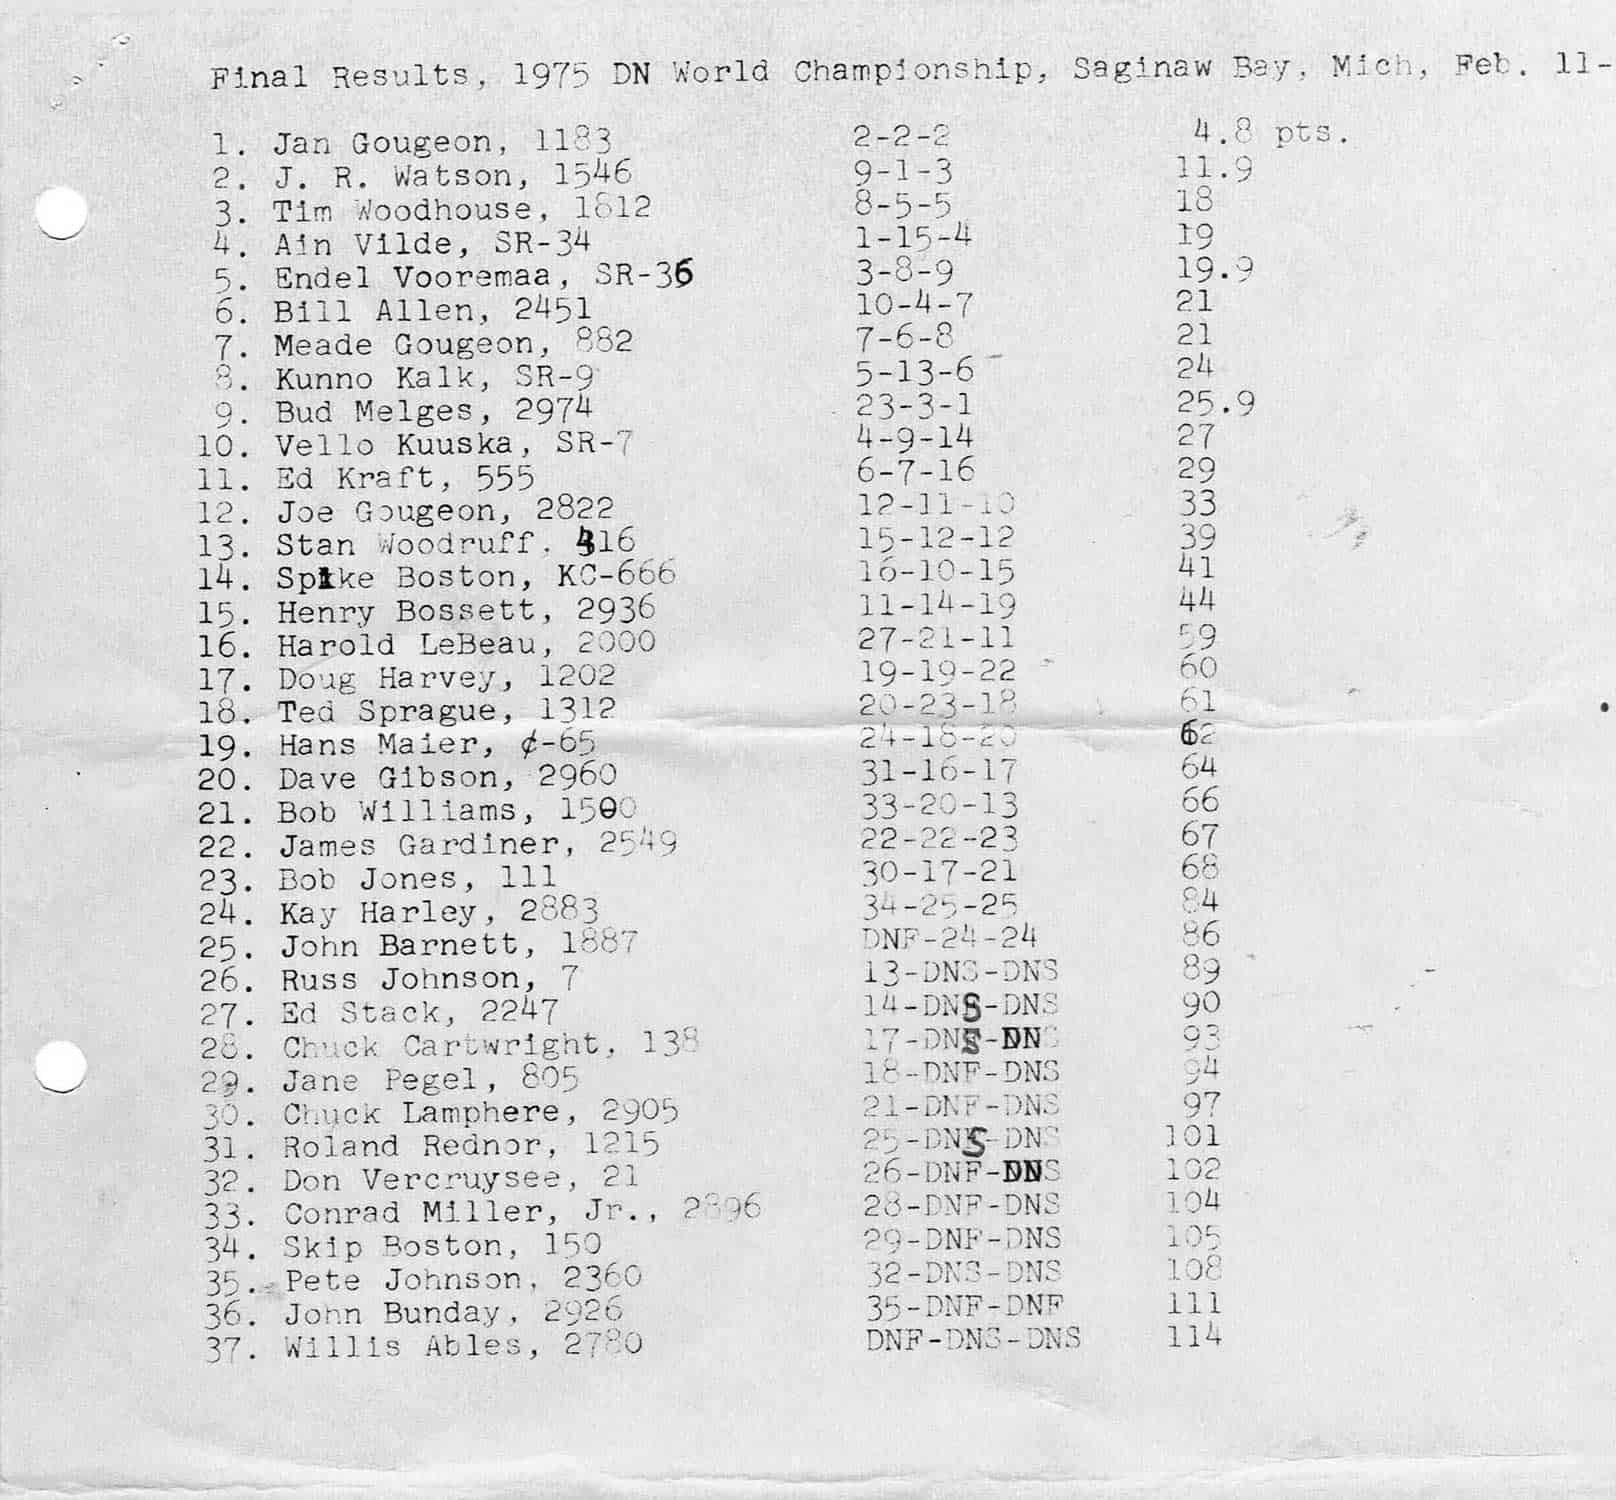 Final Results, 1975 DN World Championship, Saginaw Bay, Mich, Feb. 11-
1. Jan Gougeon, 1183 2-2-2 4.8 pts.
2. J. R. Watson, 1546 9-1-3 11.9
3. Tim Woodhouse, 1812 8-5-5 18
4. Ain Vilde, SR-34 1-15-4 19
5. Endel Vooremaa, SR-36 3-8-9 19.9
6. Bill Allen, 2451 10-4-7 21
7. Meade Gougeon, 882 7-6-8 21
8. Kunno Kalk, SR-9 5-13-6 24
9. Bud Melges, 2974 23-3-1 25.9
10. Vello Kuuska, SR-7 4-9-14 27
11. Ed Kraft, 555 6-7-16 29
12. Joe Gougeon, 2822 12-11-10 33
13. Stan Woodruff, 416 15-12-12 39
14. Spike Boston, KC-666 16-10-15 41
15. Henry Bossett, 2936 11-14-19 44
16. Harold LeBeau, 2000 27-21-11 59
17. Doug Harvey, 1202 19-19-22 60
18. Ted Sprague, 1312 20-23-18 61
19. Hans Maier, ¢-65 24-18-20 62
20. Dave Gibson, 2960 31-16-17 64
21. Bob Williams, 1500 33-20-13 66
22. James Gardiner, 2549 22-22-23 67
23. Bob Jones, 111 30-17-21 68
24. Kay Harley, 2883 34-25-25 84
25. John Barnett, 1887 DNF-24-24 86
26. Russ Johnson, 7 13-DNS-DNS 89
27. Ed Stack, 2247 14-DNS-DNS 90
28. Chuck Cartwright, 138 17-DNS-DNS 93
29. Jane Pegel, 805 18-DNF-DNS 94
30. Chuck Lamphere, 2905 21-DNF-DNS 97
31. Roland Rednor, 1215 25-DNS-DNS 101
32. Don Vercruysee, 21 26-DNF-DNS 102
33. Conrad Miller, Jr., 2896 28-DNF-DNS 104
34. Skip Boston, 150 29-DNF-DNS 105
35. Pete Johnson, 2360 32-DNS-DNS 108
36. John Bunday, 2926 35-DNF-DNF 111
37. Willis Ables, 2780 DNF-DNS-DNS 114